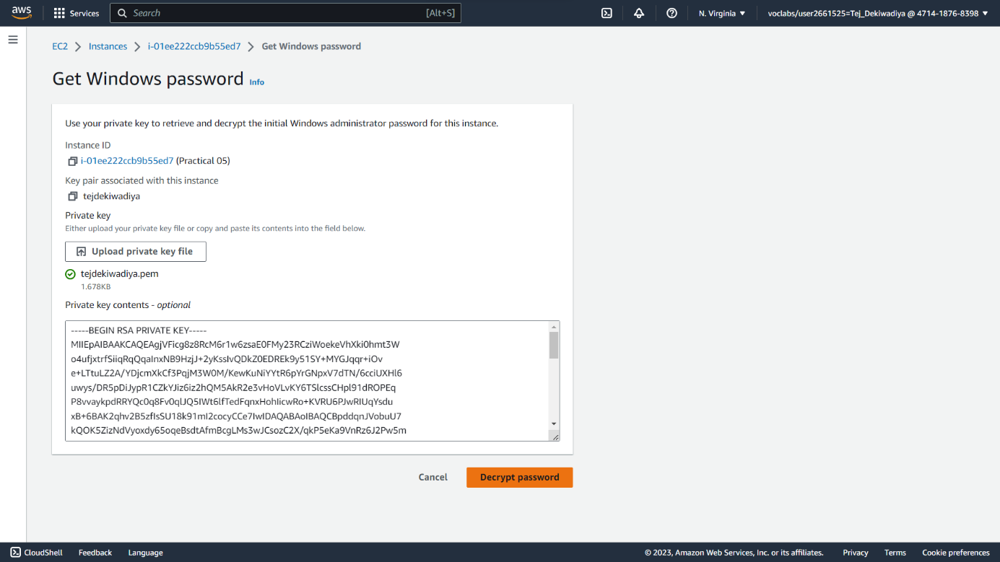 aws
Services
Search
[Alt+S]
N. Virginia
voclabs/user2661525=Tej_Dekiwadiya @ 4714-1876-8398
EC2 > Instances > i-01ee222ccb9b55ed7 > Get Windows password
Get Windows password Info
Use your private key to retrieve and decrypt the initial Windows administrator password for this instance.
Instance ID
i-01ee222ccb9b55ed7 (Practical 05)
Key pair associated with this instance
tejdekiwadiya
Private key
Either upload your private key file or copy and paste its contents into the field below.
Upload private key file
tejdekiwadiya.pem
1.678KB
Private key contents - optional
-----BEGIN RSA PRIVATE KEY-----
MIIEpAIBAAKCAQEAgjVFicg8z8RcM6r1w6zsaE0FMy23RCziWoekeVhXki0hmt3W
o4ufjxtrfSiiqRqQqaInxNB9HzjJ+2yKssIvQDkZ0EDREk9y51SY+MYGJqqr+iOv
e+LTtuLZ2A/YDjcmXkCf3PqjM3W0M/KewKuNiYYtR6pYrGNpxV7dTN/6cciUXHl6
uwys/DR5pDiJypR1CZkYJiz6iz2hQM5AkR2e3vHoVLvKY6TSlcssCHpl91dROPEq
P8vvaykpdRRYQc0q8Fv0qlJQ5IWt6lfTedFqnxHohIicwRo+KVRU6PJwRIUqYsdu
xB+6BAK2qhv2B5zfIsSU18k91mI2cocyCCe7IwIDAQABAoIBAQCBpddqnJVobuU7
kQOK5ZizNdVyoxdy65oqeBsdtAfmBcgLMs3wJCsozC2X/qkP5eKa9VnRz6J2Pw5m
Cancel
Decrypt password
CloudShell
Feedback
Language
© 2023, Amazon Web Services, Inc. or its affiliates.
Privacy
Terms
Cookie preferences